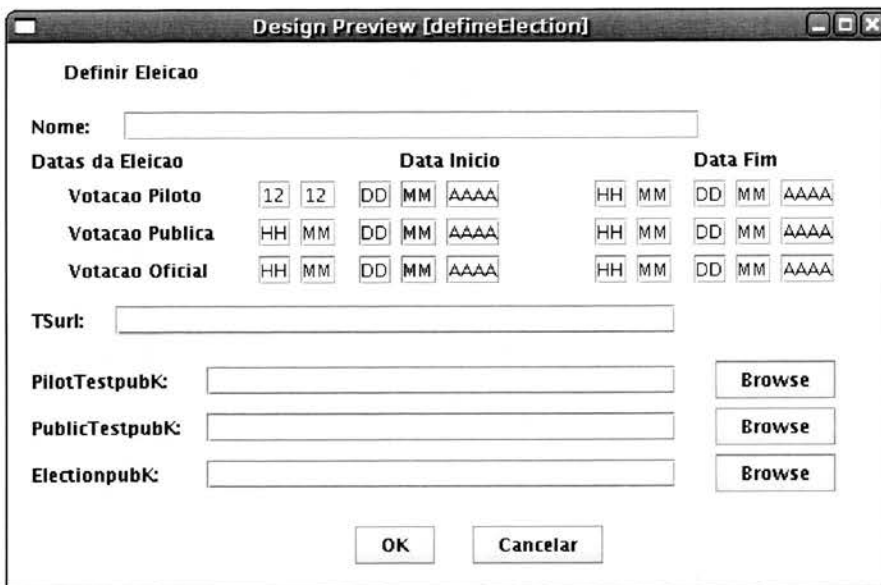 Design Preview [defineElection]
Definir Eleicao
Nome:
Datas da Eleicao Data Inicio Data Fim
Votacao Piloto 12 12 DD MM AAAA HH MM DD MM AAAA
Votacao Publica HH MM DD MM AAAA HH MM DD MM AAAA
Votacao Oficial HH MM DD MM AAAA HH MM DD MM AAAA
TSurl:
PilotTestpubK: Browse
PublicTestpubK: Browse
ElectionpubK: Browse
OK Cancelar